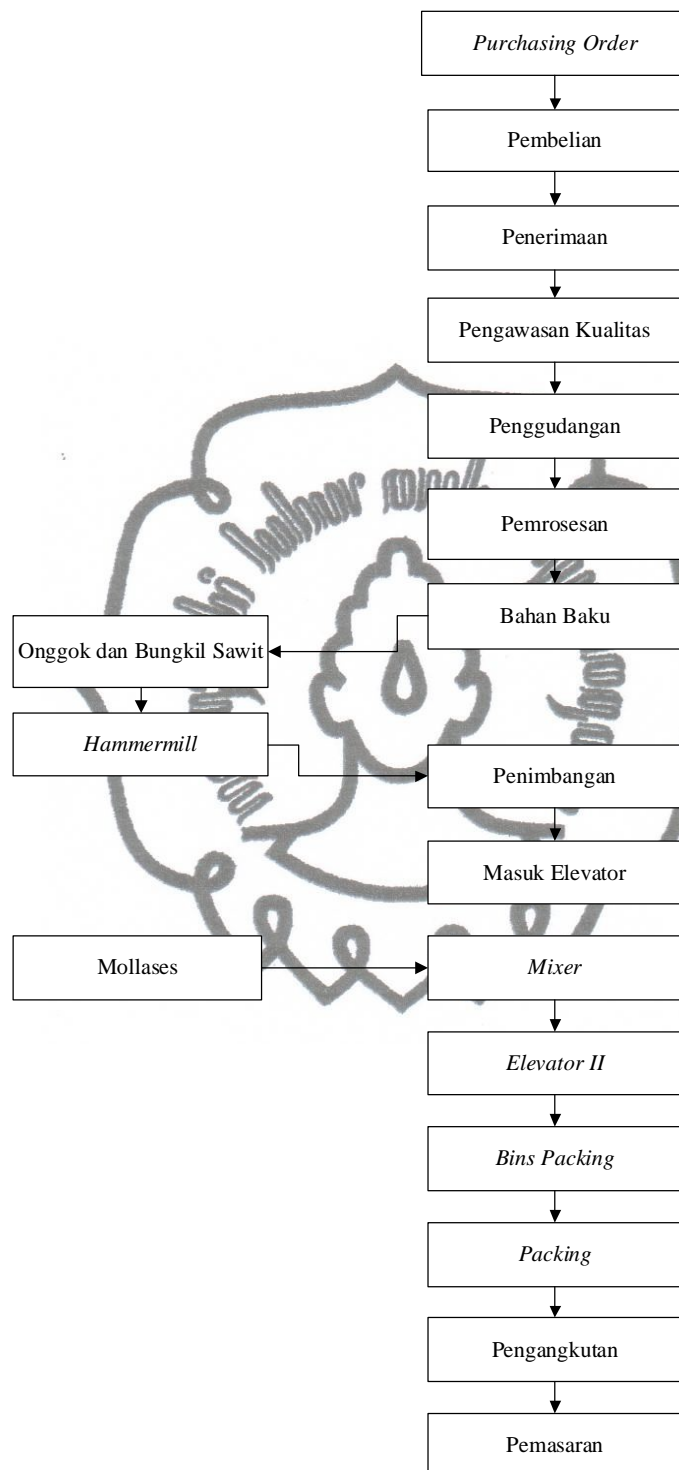 Purchasing Order
Pembelian
Penerimaan
Pengawasan Kualitas
Penggudangan
Pemrosesan
Bahan Baku
Onggok dan Bungkil Sawit
Hammermill
Penimbangan
Masuk Elevator
Mollases
Mixer
Elevator II
Bins Packing
Packing
Pengangkutan
Pemasaran